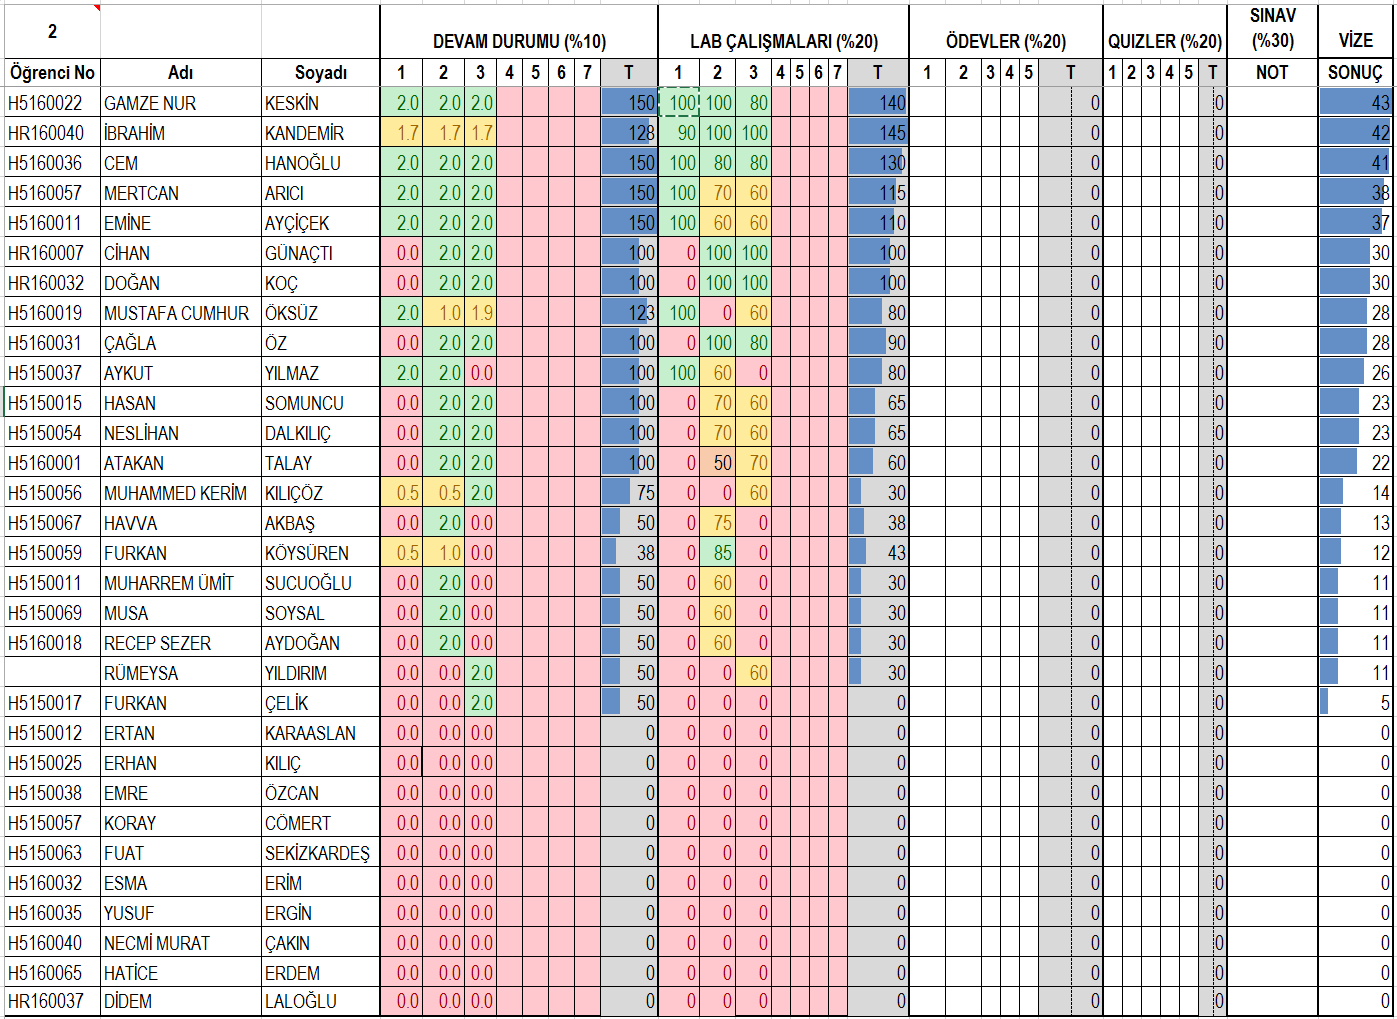 2 DEVAM DURUMU (%10) LAB ÇALIŞMALARI (%20) ÖDEVLER (%20) QUIZLER (%20) SINAV (%30) VİZE
Öğrenci No Adı Soyadı 1 2 3 4 5 6 7 T 1 2 3 4 5 6 7 T 1 2 3 4 5 T 1 2 3 4 5 T NOT SONUÇ
H5160022 GAMZE NUR KESKİN 2.0 2.0 2.0 150 100 100 80 140 0 0 43
HR160040 İBRAHİM KANDEMİR 1.7 1.7 1.7 128 90 100 100 145 0 0 42
H5160036 CEM HANOĞLU 2.0 2.0 2.0 150 100 80 80 130 0 0 41
H5160057 MERTCAN ARICI 2.0 2.0 2.0 150 100 70 60 115 0 0 38
H5160011 EMİNE AYÇİÇEK 2.0 2.0 2.0 150 100 60 60 110 0 0 37
HR160007 CİHAN GÜNAÇTI 0.0 2.0 2.0 100 0 100 100 100 0 0 30
HR160032 DOĞAN KOÇ 0.0 2.0 2.0 100 0 100 100 100 0 0 30
H5160019 MUSTAFA CUMHUR ÖKSÜZ 2.0 1.0 1.9 123 100 0 60 80 0 0 28
H5160031 ÇAĞLA ÖZ 0.0 2.0 2.0 100 0 100 80 90 0 0 28
H5150037 AYKUT YILMAZ 2.0 2.0 0.0 100 100 60 0 80 0 0 26
H5150015 HASAN SOMUNCU 0.0 2.0 2.0 100 0 70 60 65 0 0 23
H5150054 NESLİHAN DALKILIÇ 0.0 2.0 2.0 100 0 70 60 65 0 0 23
H5160001 ATAKAN TALAY 0.0 2.0 2.0 100 0 50 70 60 0 0 22
H5150056 MUHAMMED KERİM KILIÇÖZ 0.5 0.5 2.0 75 0 0 60 30 0 0 14
H5150067 HAVVA AKBAŞ 0.0 2.0 0.0 50 0 75 0 38 0 0 13
H5150059 FURKAN KÖYSÜREN 0.5 1.0 0.0 38 0 85 0 43 0 0 12
H5150011 MUHARREM ÜMİT SUCUOĞLU 0.0 2.0 0.0 50 0 60 0 30 0 0 11
H5150069 MUSA SOYSAL 0.0 2.0 0.0 50 0 60 0 30 0 0 11
H5160018 RECEP SEZER AYDOĞAN 0.0 2.0 0.0 50 0 60 0 30 0 0 11
RÜMEYSA YILDIRIM 0.0 0.0 2.0 50 0 0 60 30 0 0 11
H5150017 FURKAN ÇELİK 0.0 0.0 2.0 50 0 0 0 0 0 0 5
H5150012 ERTAN KARAASLAN 0.0 0.0 0.0 0 0 0 0 0 0 0 0
H5150025 ERHAN KILIÇ 0.0 0.0 0.0 0 0 0 0 0 0 0 0
H5150038 EMRE ÖZCAN 0.0 0.0 0.0 0 0 0 0 0 0 0 0
H5150057 KORAY CÖMERT 0.0 0.0 0.0 0 0 0 0 0 0 0 0
H5150063 FUAT SEKİZKARDEŞ 0.0 0.0 0.0 0 0 0 0 0 0 0 0
H5160032 ESMA ERİM 0.0 0.0 0.0 0 0 0 0 0 0 0 0
H5160035 YUSUF ERGİN 0.0 0.0 0.0 0 0 0 0 0 0 0 0
H5160040 NECMİ MURAT ÇAKIN 0.0 0.0 0.0 0 0 0 0 0 0 0 0
H5160065 HATİCE ERDEM 0.0 0.0 0.0 0 0 0 0 0 0 0 0
HR160037 DİDEM LALOĞLU 0.0 0.0 0.0 0 0 0 0 0 0 0 0